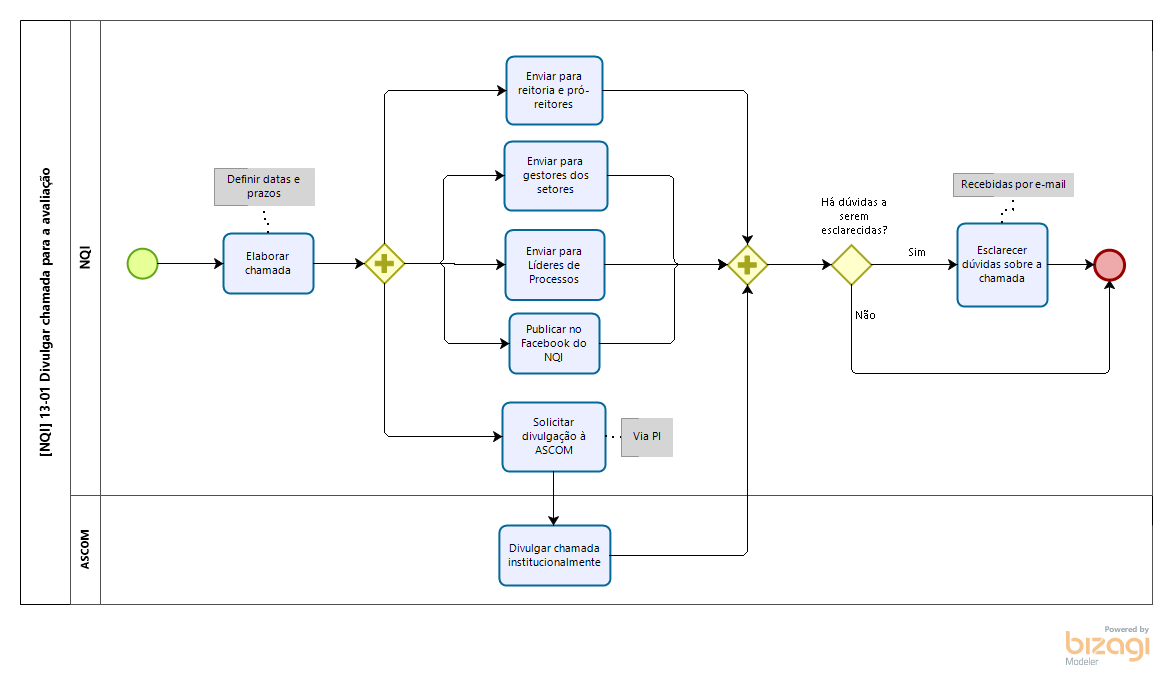 [NQI] 13-01 Divulgar chamada para a avaliação
NQI
Definir datas e
prazos
Elaborar
chamada
Enviar para
reitoria e pró-
reitores
Enviar para
gestores dos
setores
Enviar para
Líderes de
Processos
Publicar no
Facebook do
NQI
Solicitar
divulgação à
ASCOM
Via PI
Há dúvidas a
serem
esclarecidas?
Sim
Não
Recebidas por e-mail
Esclarecer
dúvidas sobre a
chamada
ASCOM
Divulgar chamada
institucionalmente
Powered by
bizagi
Modeler